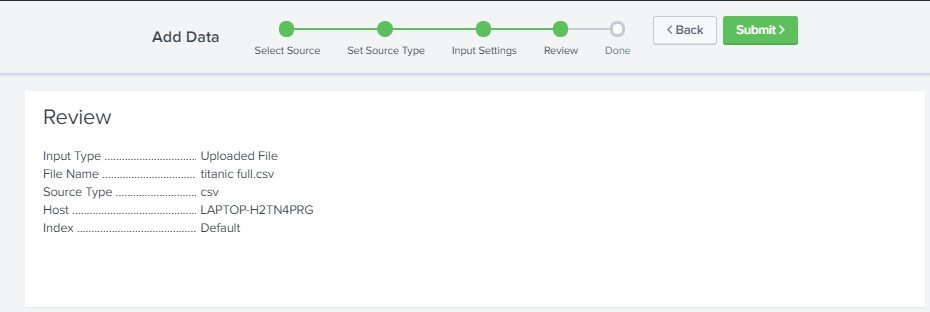 Add Data
Select Source
Set Source Type
Input Settings
Review
Done
< Back
Submit >
Review
Input Type ............................... Uploaded File
File Name ................................ titanic full.csv
Source Type ............................ csv
Host .......................................... LAPTOP-H2TN4PRG
Index ......................................... Default